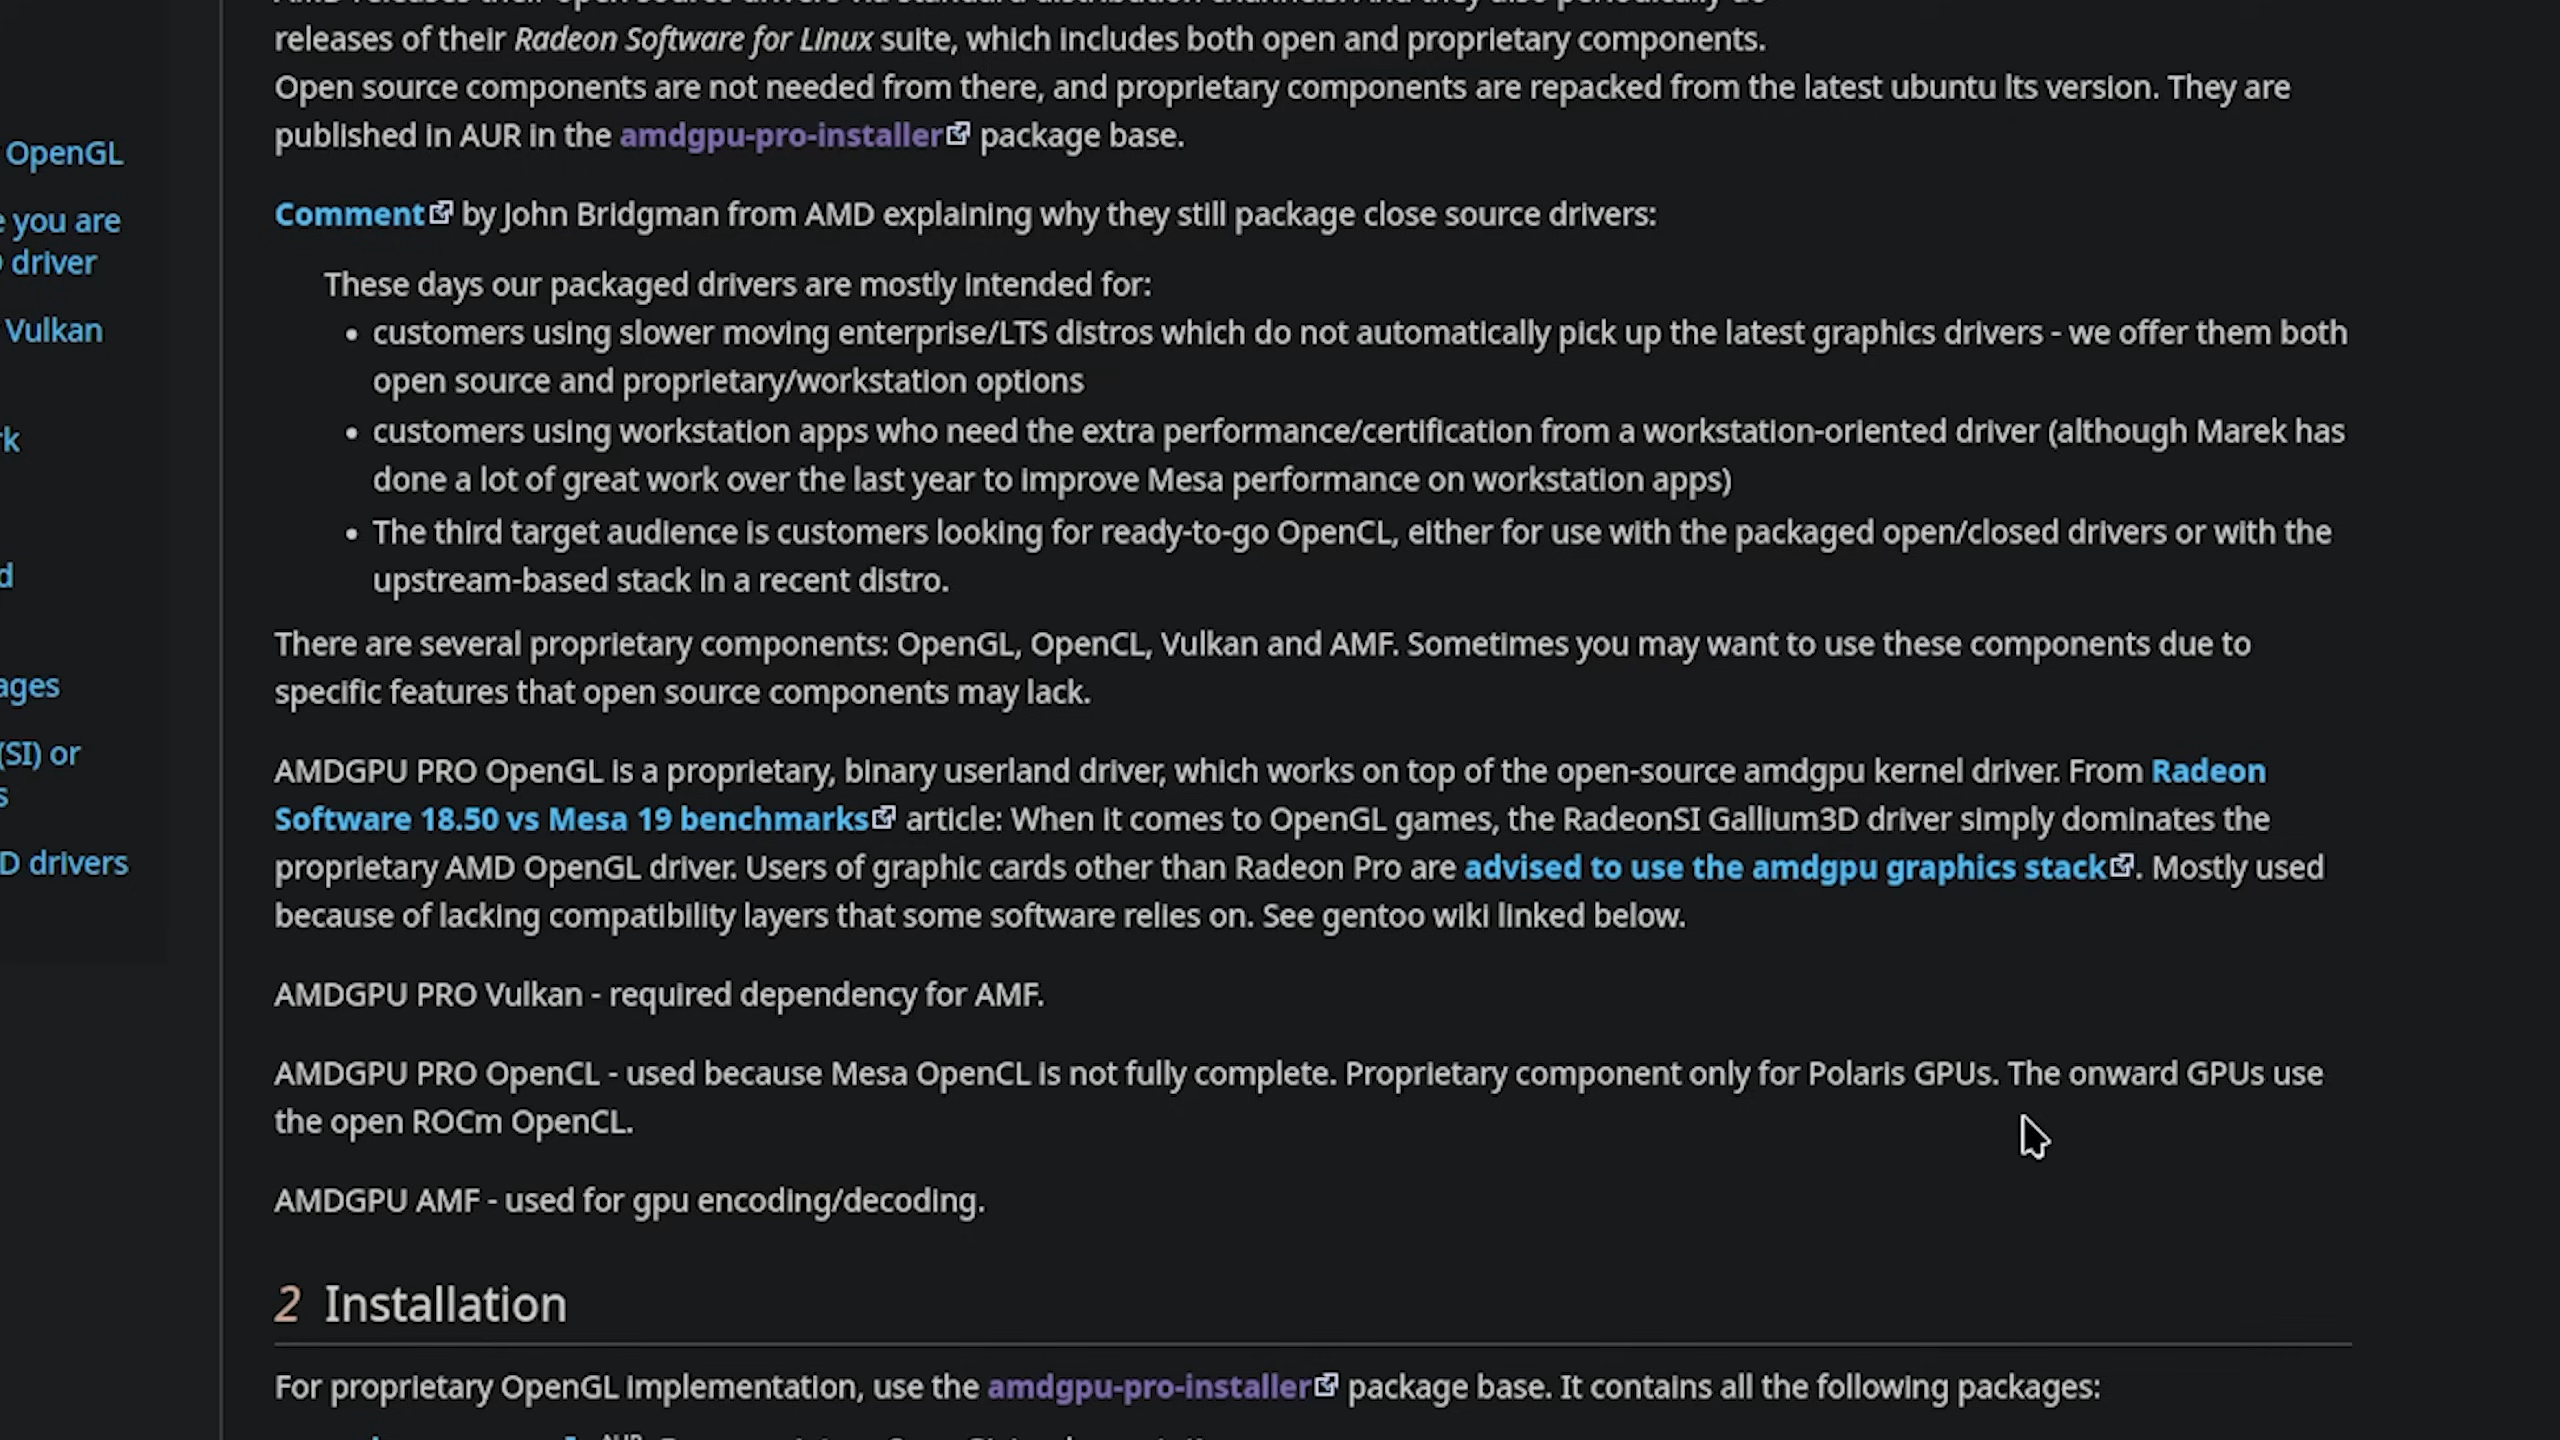 releases of their Radeon Software for Linux suite, which includes both open and proprietary components.
Open source components are not needed from there, and proprietary components are repacked from the latest ubuntu lts version. They are
published in AUR in the amdgpu-pro-installer package base.
Comment by John Bridgman from AMD explaining why they still package close source drivers:
These days our packaged drivers are mostly intended for:
• customers using slower moving enterprise/LTS distros which do not automatically pick up the latest graphics drivers - we offer them both
open source and proprietary/workstation options
• customers using workstation apps who need the extra performance/certification from a workstation-oriented driver (although Marek has
done a lot of great work over the last year to improve Mesa performance on workstation apps)
• The third target audience is customers looking for ready-to-go OpenCL, either for use with the packaged open/closed drivers or with the
upstream-based stack in a recent distro.
There are several proprietary components: OpenGL, OpenCL, Vulkan and AMF. Sometimes you may want to use these components due to
specific features that open source components may lack.
AMDGPU PRO OpenGL is a proprietary, binary userland driver, which works on top of the open-source amdgpu kernel driver. From Radeon
Software 18.50 vs Mesa 19 benchmarks article: When it comes to OpenGL games, the RadeonSI Gallium3D driver simply dominates the
proprietary AMD OpenGL driver. Users of graphic cards other than Radeon Pro are advised to use the amdgpu graphics stack. Mostly used
because of lacking compatibility layers that some software relies on. See gentoo wiki linked below.
AMDGPU PRO Vulkan - required dependency for AMF.
AMDGPU PRO OpenCL - used because Mesa OpenCL is not fully complete. Proprietary component only for Polaris GPUs. The onward GPUs use
the open ROCm OpenCL.
AMDGPU AMF - used for gpu encoding/decoding.
2 Installation
For proprietary OpenGL implementation, use the amdgpu-pro-installer package base. It contains all the following packages:
OpenGL
you are
driver
Vulkan
(SI) or
drivers